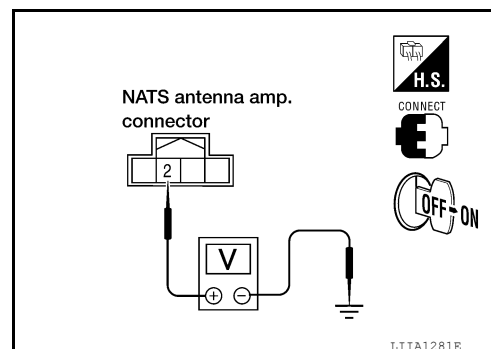 NATS antenna amp.
connector
H.S.
CONNECT
2
OFF ON
V
+ −
LIIA1281E